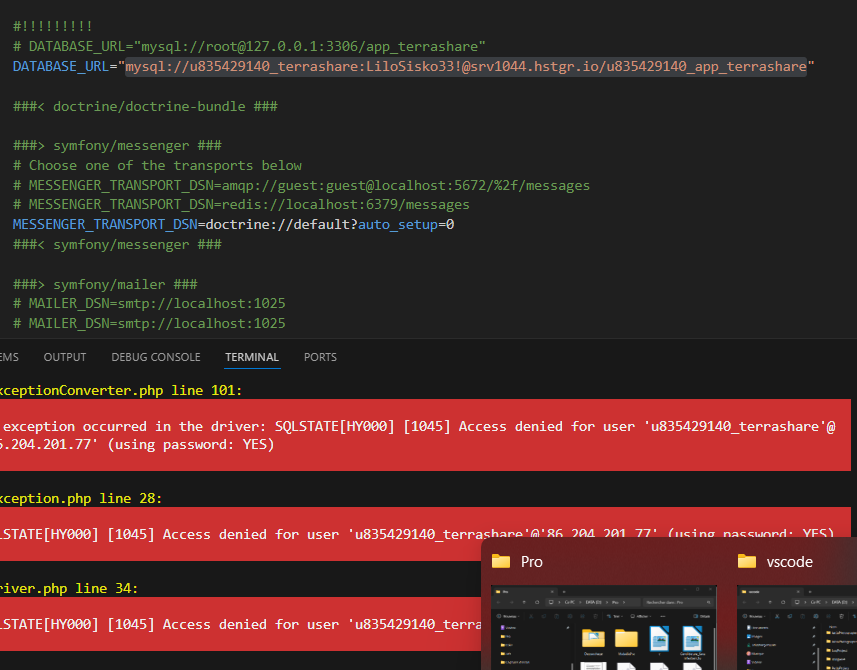 #!!!!!!!!!
# DATABASE_URL="mysql://root@127.0.0.1:3306/app_terrashare"
DATABASE_URL="mysql://u835429140_terrashare:LiloSisko33!@srv1044.hstgr.io/u835429140_app_terrashare"
###< doctrine/doctrine-bundle ###
###> symfony/messenger ###
# Choose one of the transports below
# MESSENGER_TRANSPORT_DSN=amqp://guest:guest@localhost:5672/%2f/messages
# MESSENGER_TRANSPORT_DSN=redis://localhost:6379/messages
MESSENGER_TRANSPORT_DSN=doctrine://default?auto_setup=0
###< symfony/messenger ###
###> symfony/mailer ###
# MAILER_DSN=smtp://localhost:1025
# MAILER_DSN=smtp://localhost:1025
EMS OUTPUT DEBUG CONSOLE TERMINAL PORTS
xceptionConverter.php line 101:
exception occurred in the driver: SQLSTATE[HY000] [1045] Access denied for user 'u835429140_terrashare'@
6.204.201.77' (using password: YES)
xception.php line 28:
LSTATE[HY000] [1045] Access denied for user 'u835429140_terrashare'@'86.204.201.77' (using password: YES)
river.php line 34:
LSTATE[HY000] [1045] Access denied for user 'u835429140_terra
Pro
vscode